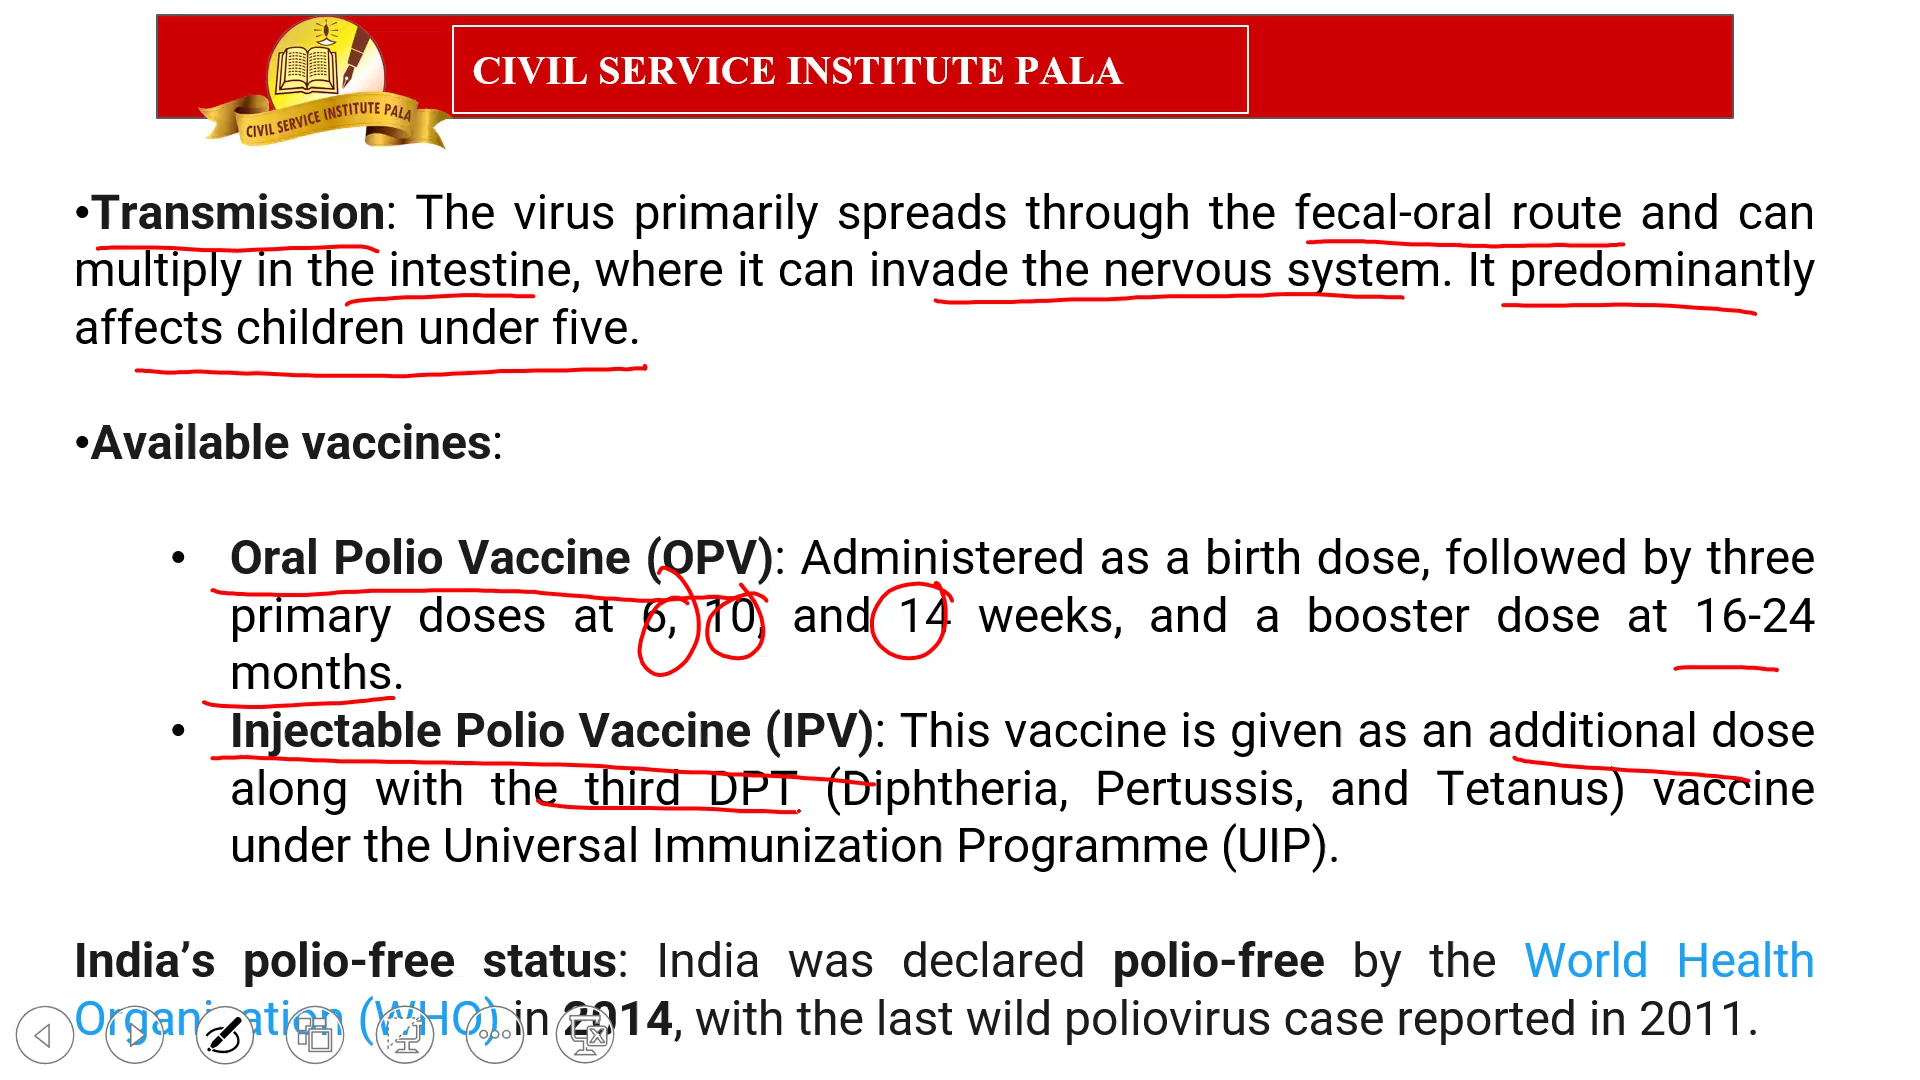 CIVIL SERVICE INSTITUTE PALA
CIVIL SERVICE INSTITUTE PALA
•Transmission: The virus primarily spreads through the fecal-oral route and can
multiply in the intestine, where it can invade the nervous system. It predominantly
affects children under five.
•Available vaccines:
• Oral Polio Vaccine (OPV): Administered as a birth dose, followed by three
primary doses at 6, 10, and 14 weeks, and a booster dose at 16-24
months.
• Injectable Polio Vaccine (IPV): This vaccine is given as an additional dose
along with the third DPT (Diphtheria, Pertussis, and Tetanus) vaccine
under the Universal Immunization Programme (UIP).
India’s polio-free status: India was declared polio-free by the World Health
Organization (WHO) in 2014, with the last wild poliovirus case reported in 2011.